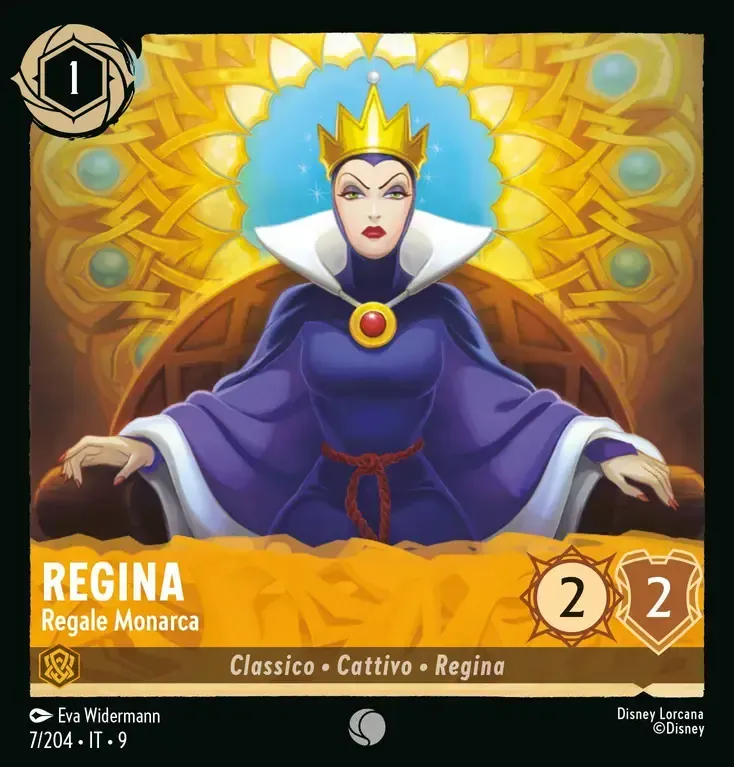 1
REGINA
Regale Monarca
2 2
Classico • Cattivo • Regina
Eva Widermann
7/204 • IT • 9
Disney Lorcana
©Disney